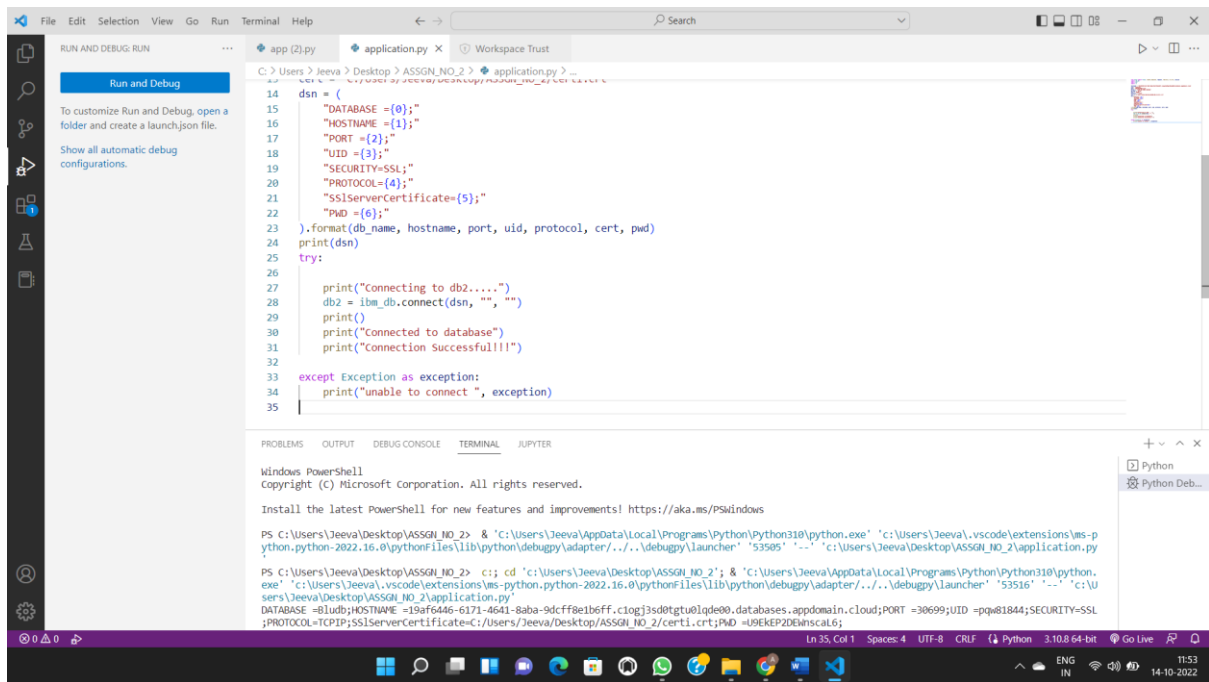 File Edit Selection View Go Run Terminal Help
Search
RUN AND DEBUG: RUN
Run and Debug
To customize Run and Debug, open a
folder and create a launch.json file.
Show all automatic debug
configurations.
app (2).py
application.py
Workspace Trust
C: > Users > Jeeva > Desktop > ASSGN_NO_2 > application.py > ...
13 cert = "C:/Users/Jeeva/Desktop/ASSGN_NO_2/certi.crt"
14 dsn = (
15 "DATABASE ={0};"
16 "HOSTNAME ={1};"
17 "PORT ={2};"
18 "UID ={3};"
19 "SECURITY=SSL;"
20 "PROTOCOL={4};"
21 "SSlServerCertificate={5};"
22 "PWD ={6};"
23 ).format(db_name, hostname, port, uid, protocol, cert, pwd)
24 print(dsn)
25 try:
26
27 print("Connecting to db2.....")
28 db2 = ibm_db.connect(dsn, "", "")
29 print()
30 print("Connected to database")
31 print("Connection Successful!!!")
32
33 except Exception as exception:
34 print("unable to connect ", exception)
35
PROBLEMS OUTPUT DEBUG CONSOLE TERMINAL JUPYTER
Python
Python Deb...
Windows PowerShell
Copyright (C) Microsoft Corporation. All rights reserved.
Install the latest PowerShell for new features and improvements! https://aka.ms/PSWindows
PS C:\Users\Jeeva\Desktop\ASSGN_NO_2> & 'C:\Users\Jeeva\AppData\Local\Programs\Python\Python310\python.exe' 'c:\Users\Jeeva\.vscode\extensions\ms-p
ython.python-2022.16.0\pythonFiles\lib\python\debugpy\adapter/../..\debugpy\launcher' '53505' '--' 'c:\Users\Jeeva\Desktop\ASSGN_NO_2\application.py
'
PS C:\Users\Jeeva\Desktop\ASSGN_NO_2> c:; cd 'c:\Users\Jeeva\Desktop\ASSGN_NO_2'; & 'C:\Users\Jeeva\AppData\Local\Programs\Python\Python310\python.
exe' 'c:\Users\Jeeva\.vscode\extensions\ms-python.python-2022.16.0\pythonFiles\lib\python\debugpy\adapter/../..\debugpy\launcher' '53516' '--' 'c:\U
sers\Jeeva\Desktop\ASSGN_NO_2\application.py'
DATABASE =Bludb;HOSTNAME =19af6446-6171-4641-8aba-9dcff8e1b6ff.c1ogj3sd0tgtu0lqde00.databases.appdomain.cloud;PORT =30699;UID =pqw81844;SECURITY=SSL
;PROTOCOL=TCPIP;SSlServerCertificate=C:/Users/Jeeva/Desktop/ASSGN_NO_2/certi.crt;PWD =U9EkEP2DEWnscaL6;
0 0
Ln 35, Col 1 Spaces: 4 UTF-8 CRLF Python 3.10.8 64-bit Go Live
ENG
IN
11:53
14-10-2022